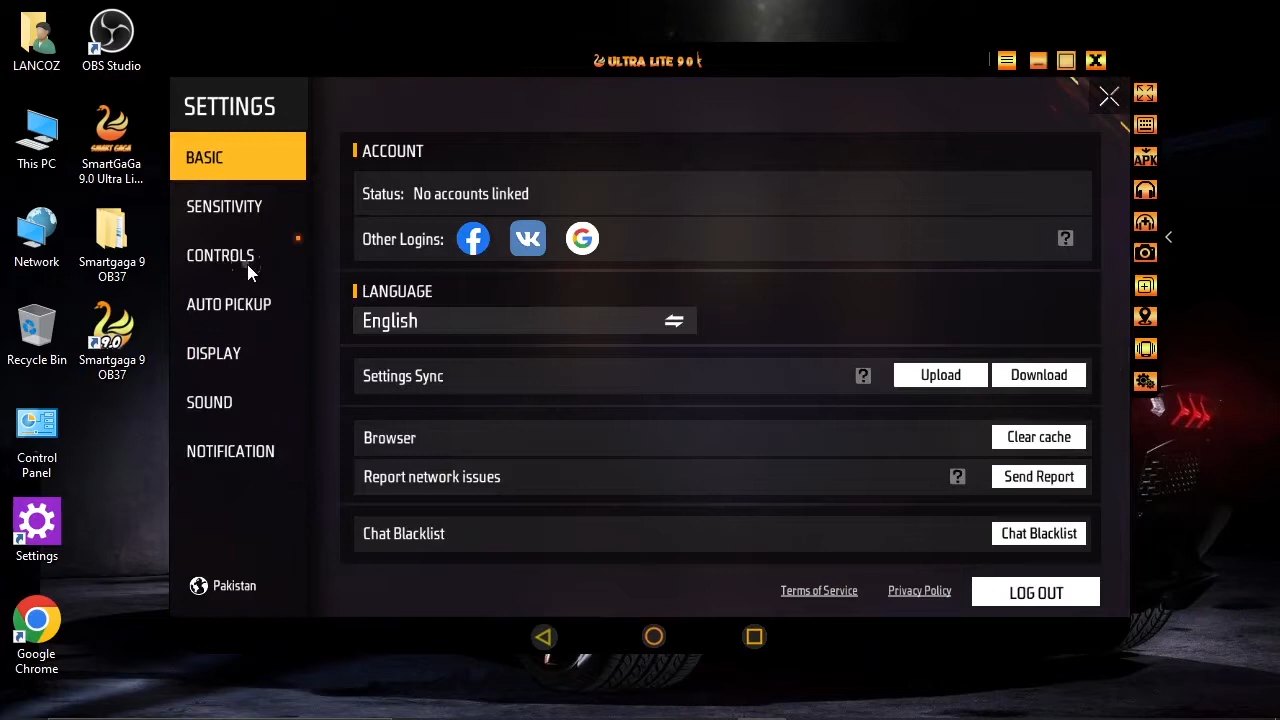 LANCOZ
OBS Studio
This PC
SmartGaGa
9.0 Ultra Li...
Network
Smartgaga 9
OB37
Recycle Bin
Smartgaga 9
OB37
Control
Panel
Settings
Google
Chrome
ULTRA LITE 9.0
SETTINGS
BASIC
SENSITIVITY
CONTROLS
AUTO PICKUP
DISPLAY
SOUND
NOTIFICATION
Pakistan
ACCOUNT
Status: No accounts linked
Other Logins:
?
LANGUAGE
English
Settings Sync ? Upload Download
Browser Clear cache
Report network issues ? Send Report
Chat Blacklist Chat Blacklist
Terms of Service Privacy Policy LOG OUT
APK